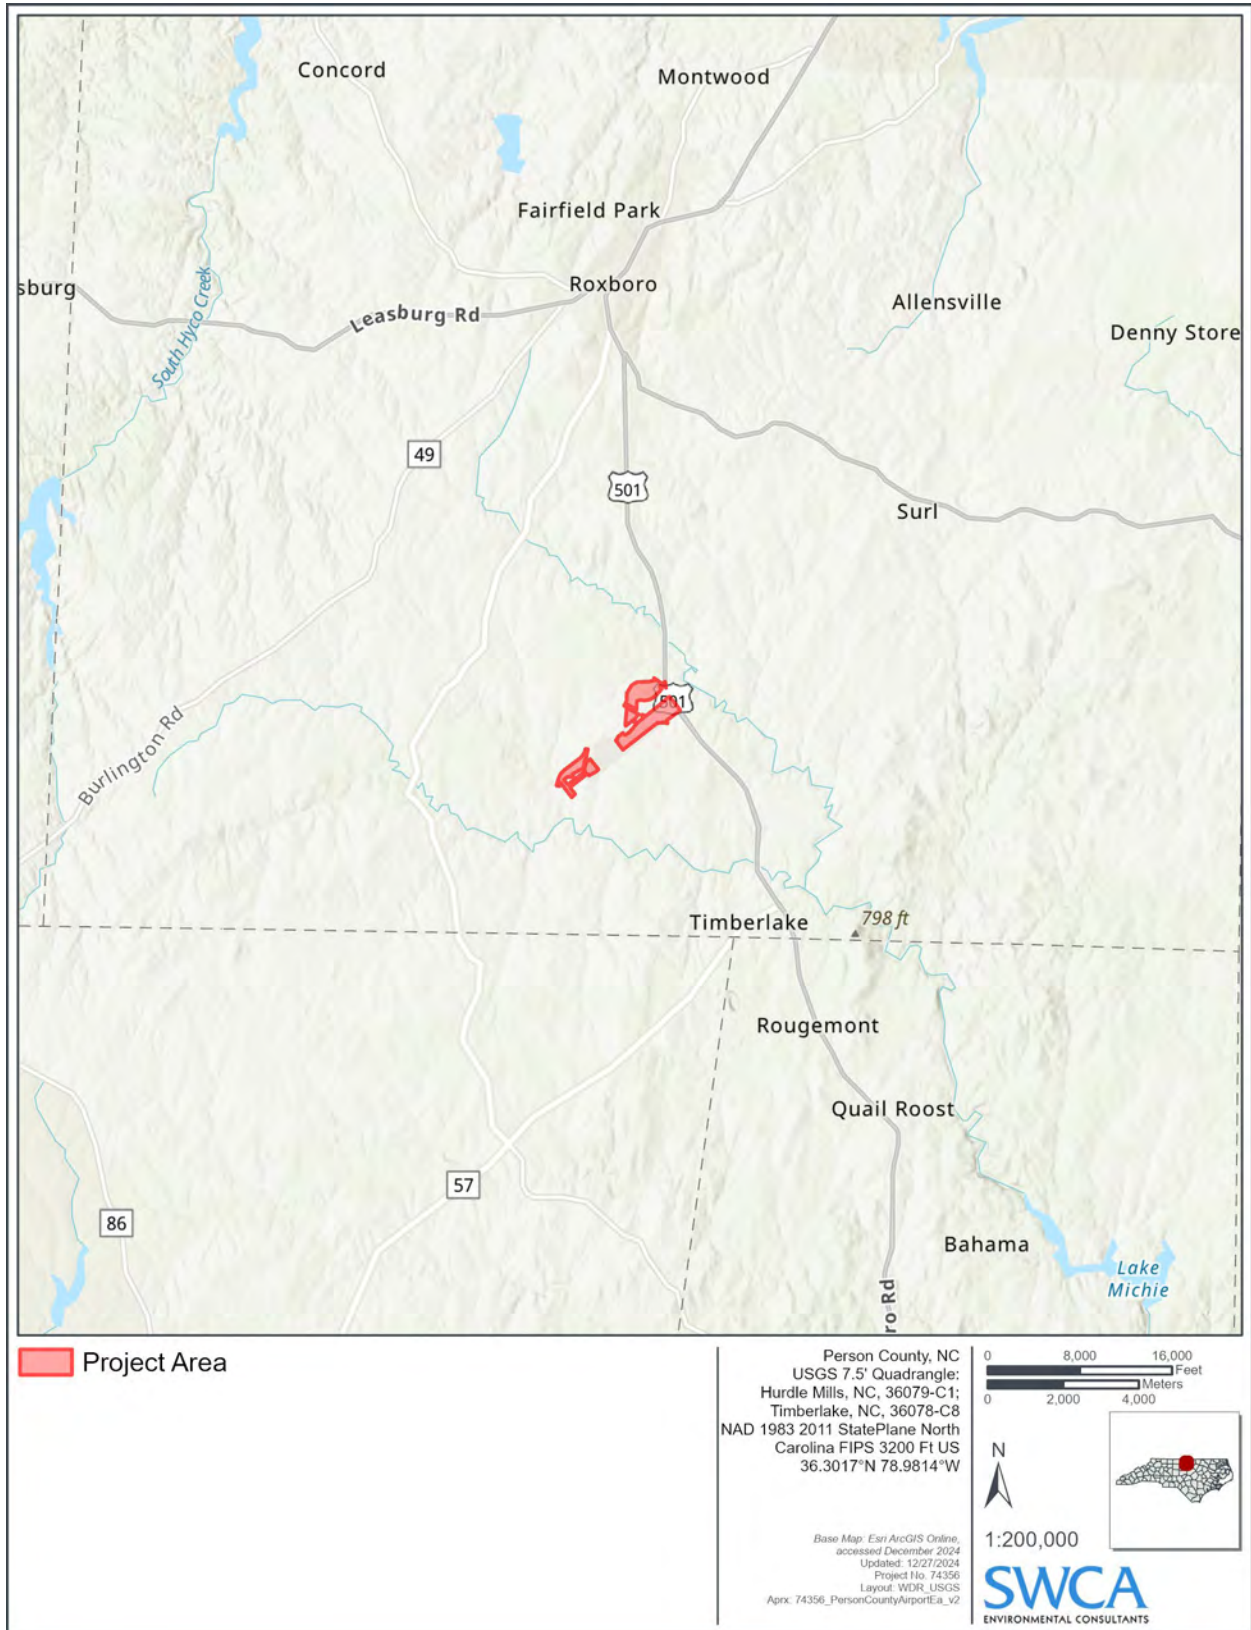 Concord
Montwood
Fairfield Park
Roxboro
sburg
Leasburg Rd
South Hyco Creek
Allensville
Denny Store
49
501
Surl
501
Burlington Rd
Timberlake
798 ft
Rougemont
Quail Roost
57
86
Bahama
Lake
Michie
ro Rd
Project Area
Person County, NC
USGS 7.5' Quadrangle:
Hurdle Mills, NC, 36079-C1;
Timberlake, NC, 36078-C8
NAD 1983 2011 StatePlane North
Carolina FIPS 3200 Ft US
36.3017°N 78.9814°W
Base Map: Esri ArcGIS Online,
accessed December 2024
Updated: 12/27/2024
Project No. 74356
Layout: WDR_USGS
Aprx: 74356_PersonCountyAirportEa_v2
0 8,000 16,000
Feet
Meters
0 2,000 4,000
N
1:200,000
SWCA
ENVIRONMENTAL CONSULTANTS